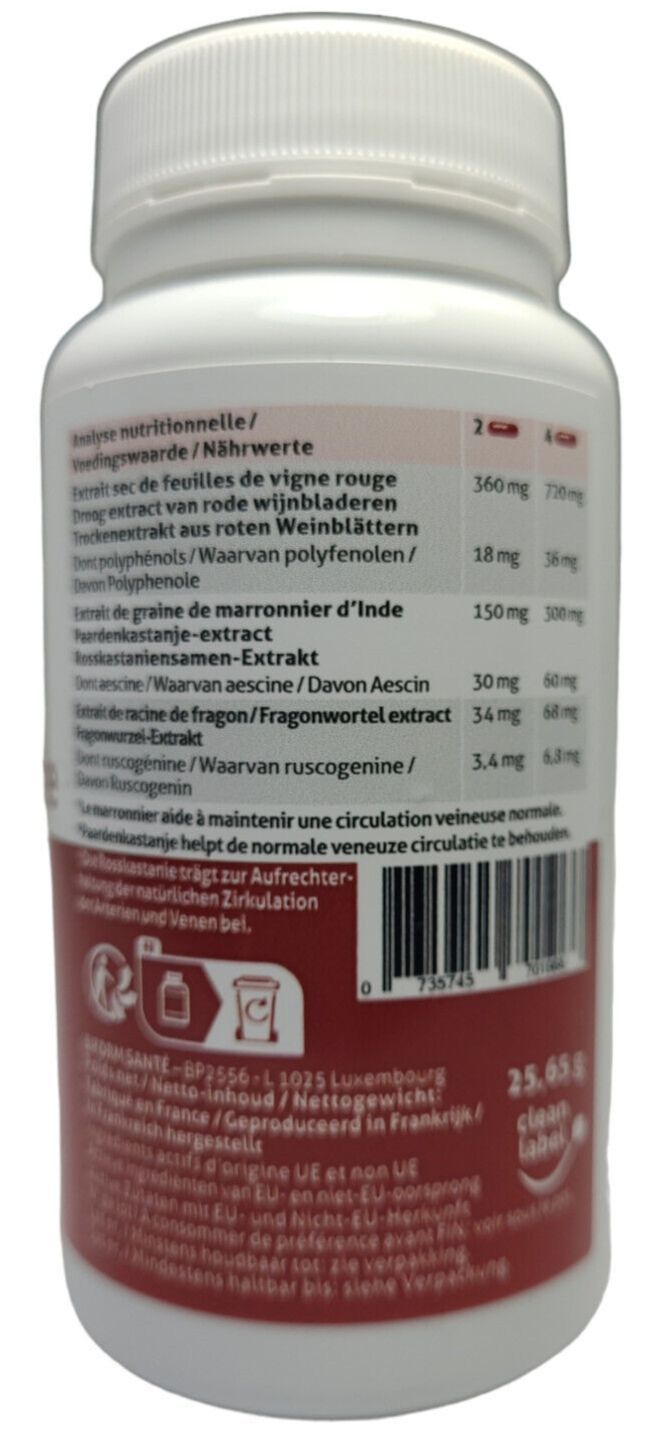 Analyse nutritionnelle / 2 4
Voedingswaarde / Nährwerte
Extrait sec de feuilles de vigne rouge 360 mg 720 mg
Droog extract van rode wijnbladeren
Trockenextrakt aus roten Weinblättern
Dont polyphénols / Waarvan polyfenolen / 18 mg 36 mg
Davon Polyphenole
Extrait de graine de marronnier d'Inde 150 mg 300 mg
Paardenkastanje-extract
Rosskastaniensamen-Extrakt
Dont aescine / Waarvan aescine / Davon Aescin 30 mg 60 mg
Extrait de racine de fragon / Fragonwortel extract 34 mg 68 mg
Fragonwurzel-Extrakt
Dont ruscogénine / Waarvan ruscogenine / 3,4 mg 6,8 mg
Davon Ruscogenin
*Le marronnier aide à maintenir une circulation veineuse normale.
*Paardenkastanje helpt de normale veneuze circulatie te behouden.
*Die Rosskastanie trägt zur Aufrechter-
haltung der natürlichen Zirkulation
der Arterien und Venen bei.
0 735745
SANTÉ - BP2556 - L 1025 Luxembourg
Poids net / Netto-inhoud / Nettogewicht: 25,65 g
Fabriqué en France / Geproduceerd in Frankrijk /
In Frankreich hergestellt
clean
label
Ingrédients actifs d'origine UE et non UE
Actieve ingrediënten van EU- en niet-EU-oorsprong
Zutaten mit EU- und Nicht-EU-Herkunft
A consommer de préférence avant fin: voir
Minstens houdbaar tot: zie verpakking
Mindestens haltbar bis: siehe Verpackung